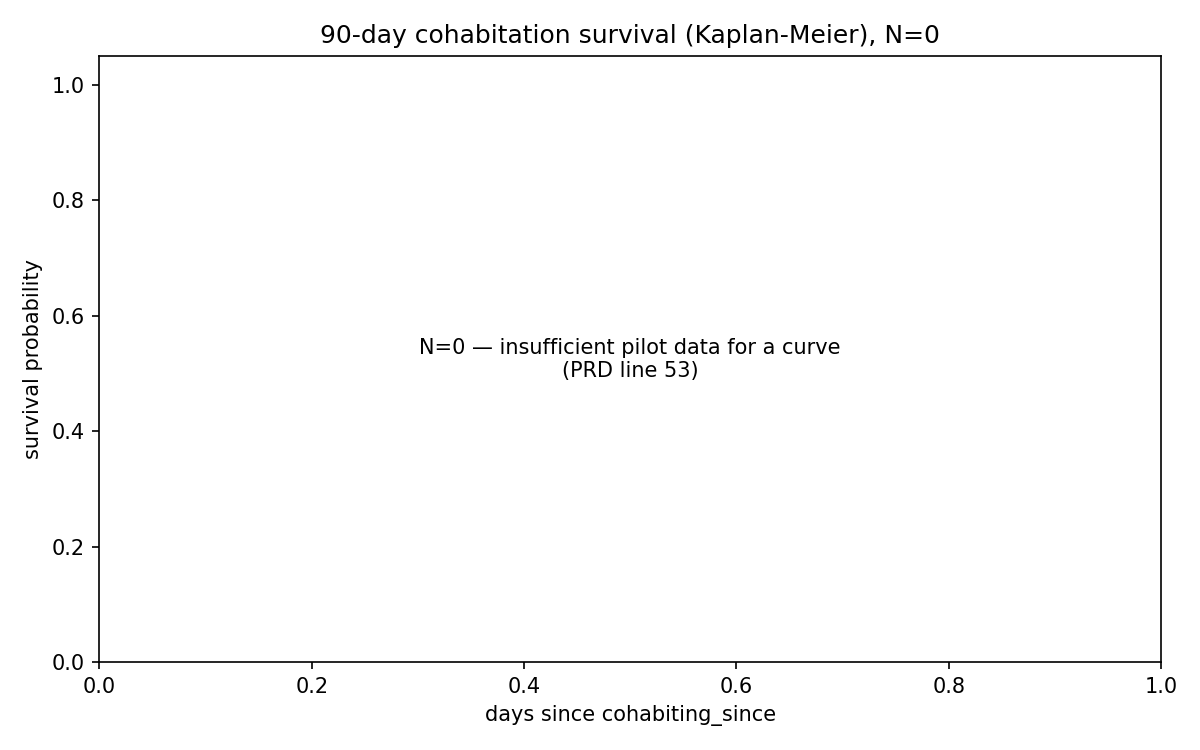 90-day cohabitation survival (Kaplan-Meier), N=0
1.0
0.8
0.6
0.4
0.2
0.0
survival probability
N=0 — insufficient pilot data for a curve
(PRD line 53)
0.0 0.2 0.4 0.6 0.8 1.0
days since cohabiting_since